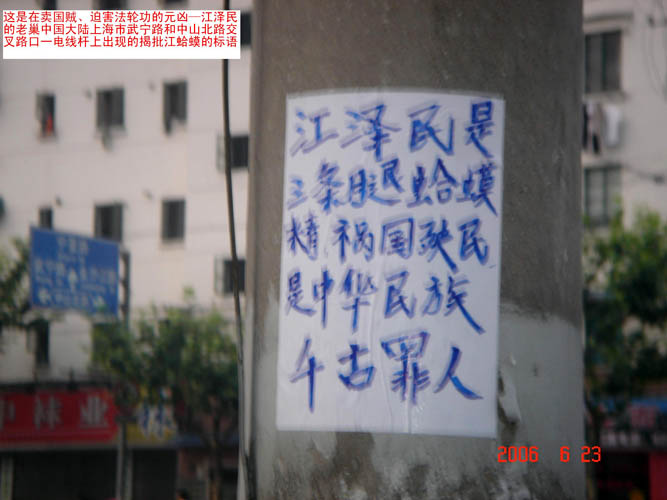 这是在卖国贼、迫害法轮功的元凶—江泽民
的老巢中国大陆上海市武宁路和中山北路交
叉路口一电线杆上出现的揭批江蛤蟆的标语
江泽民是
三条腿民蛤蟆
精祸国殃民
是中华民族
千古罪人
2006 6 23